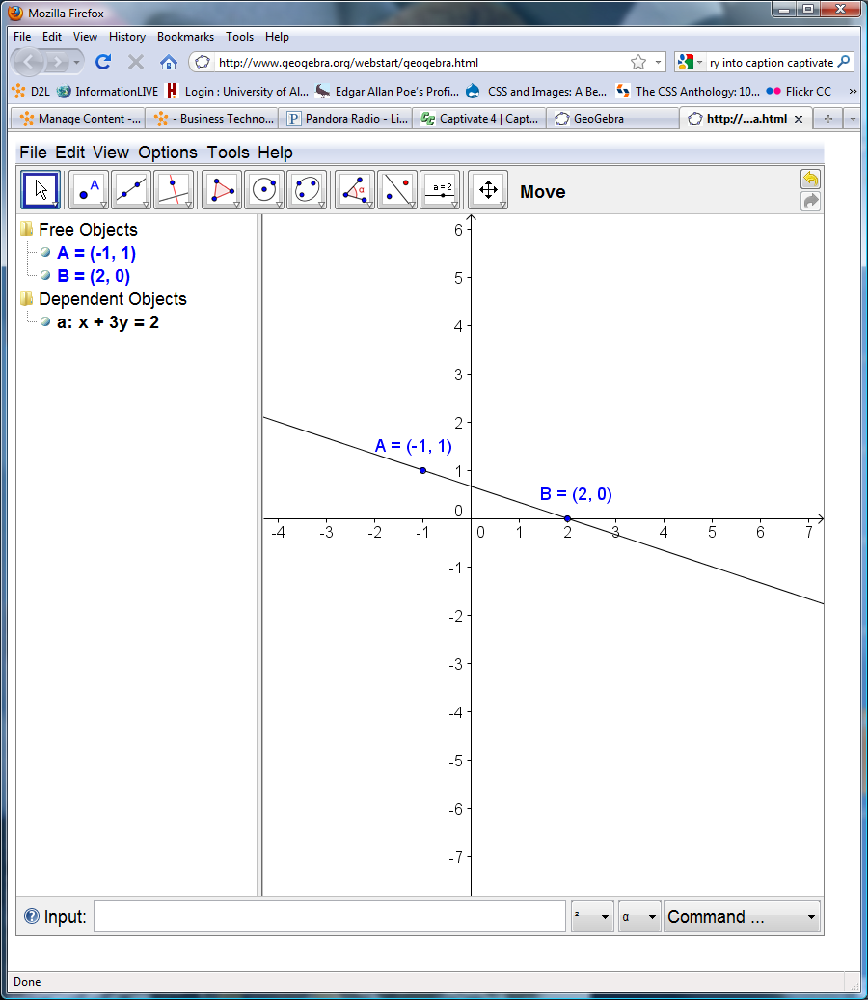 Mozilla Firefox
File Edit View History Bookmarks Tools Help
http://www.geogebra.org/webstart/geogebra.html ry into caption captivate
D2L InformationLIVE Login : University of Al... Edgar Allan Poe's Profi... CSS and Images: A Be... The CSS Anthology: 10... Flickr CC »
Manage Content -... - Business Techno... Pandora Radio - Li... Captivate 4 | Capt... GeoGebra http://...a.html
File Edit View Options Tools Help
A α a=2 Move
Free Objects
A = (-1, 1)
B = (2, 0)
Dependent Objects
a: x + 3y = 2
6
5
4
3
2
A = (-1, 1)
1
B = (2, 0)
0
-4 -3 -2 -1 0 1 2 3 4 5 6 7
-1
-2
-3
-4
-5
-6
-7
Input: ² α Command ...
Done